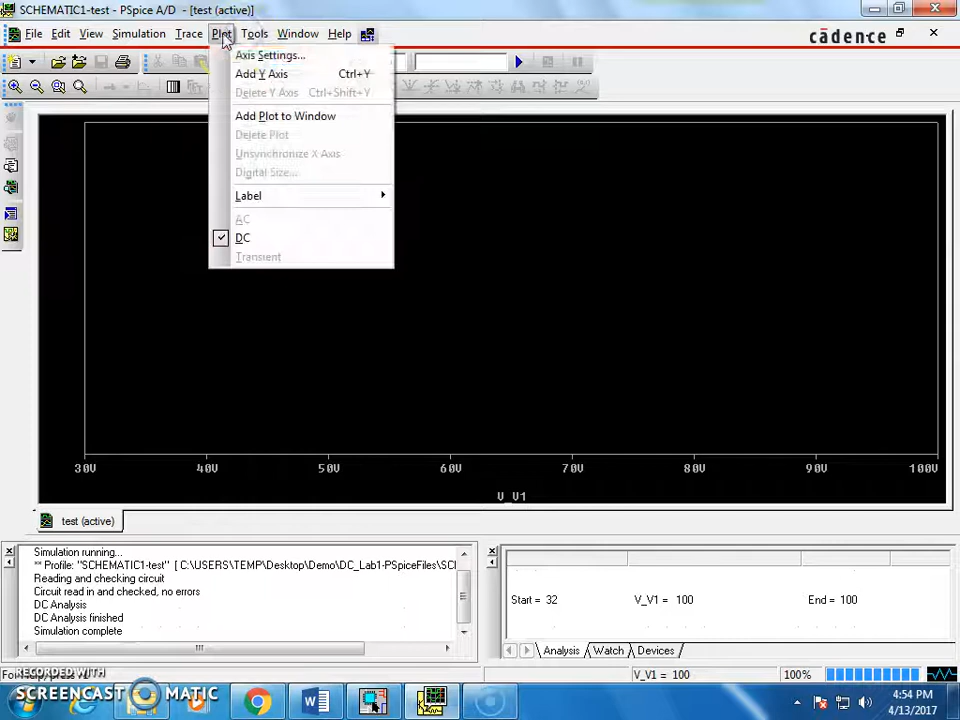 SCHEMATIC1-test - PSpice A/D - [test (active)]
File Edit View Simulation Trace Plot Tools Window Help
cādence
Axis Settings...
Add Y Axis Ctrl+Y
Delete Y Axis Ctrl+Shift+Y
Add Plot to Window
Delete Plot
Unsynchronize X Axis
Digital Size...
Label
AC
DC
Transient
30V 40V 50V 60V 70V 80V 90V 100V
V_V1
test (active)
Simulation running...
** Profile: "SCHEMATIC1-test" [ C:\USERS\TEMP\Desktop\Demo\DC_Lab1-PSpiceFiles\SC
Reading and checking circuit
Circuit read in and checked, no errors
DC Analysis
DC Analysis finished
Simulation complete
Start = 32 V_V1 = 100 End = 100
Analysis Watch Devices
V_V1 = 100 100%
RECORDED WITH
SCREENCAST MATIC
4:54 PM
4/13/2017